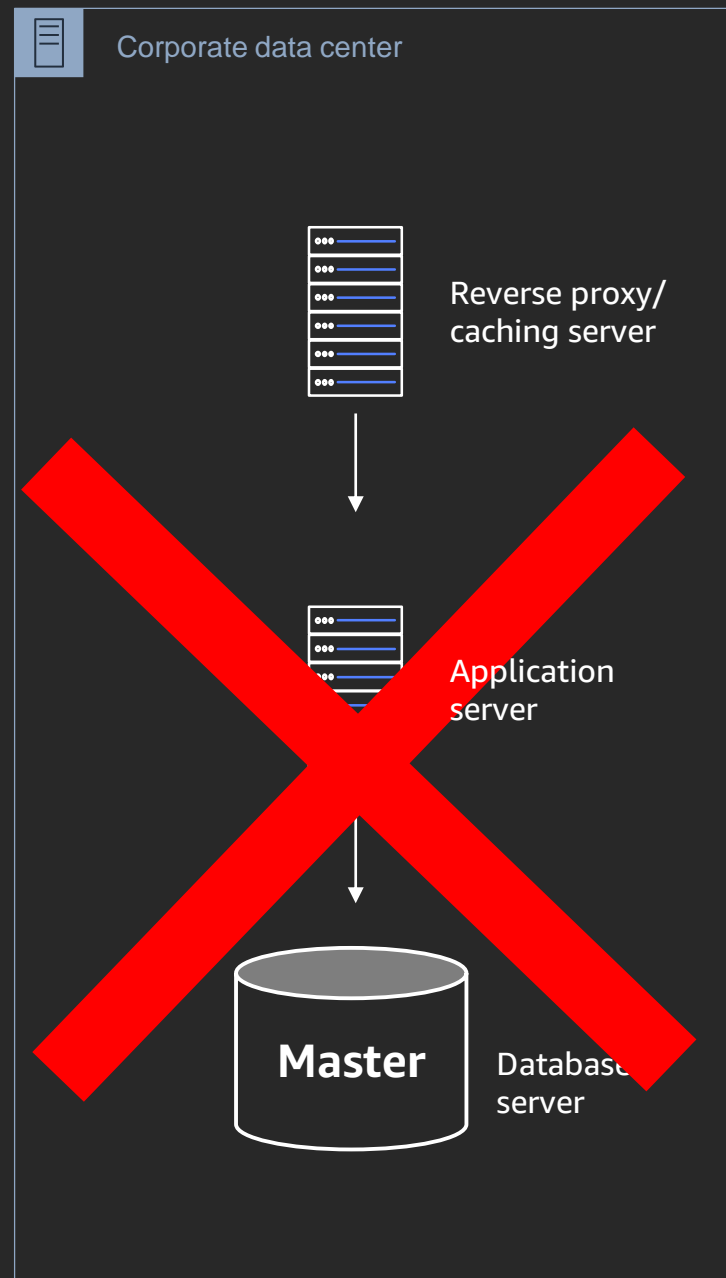 Corporate data center
Reverse proxy/
caching server
Application
server
Master
Database
server